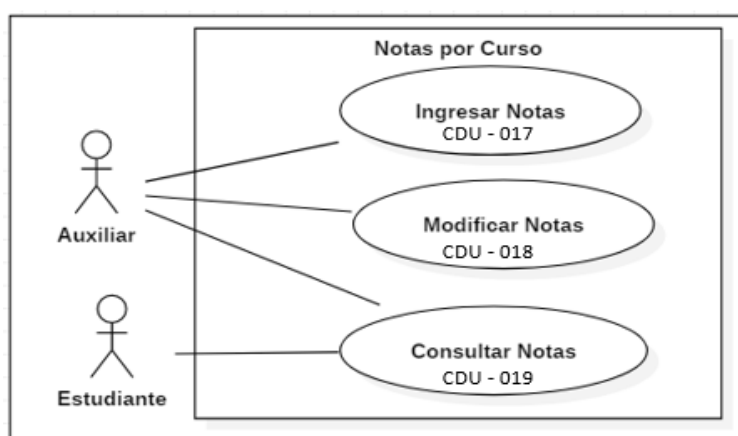 Notas por Curso
Ingresar Notas
CDU - 017
Auxiliar
Modificar Notas
CDU - 018
Consultar Notas
CDU - 019
Estudiante